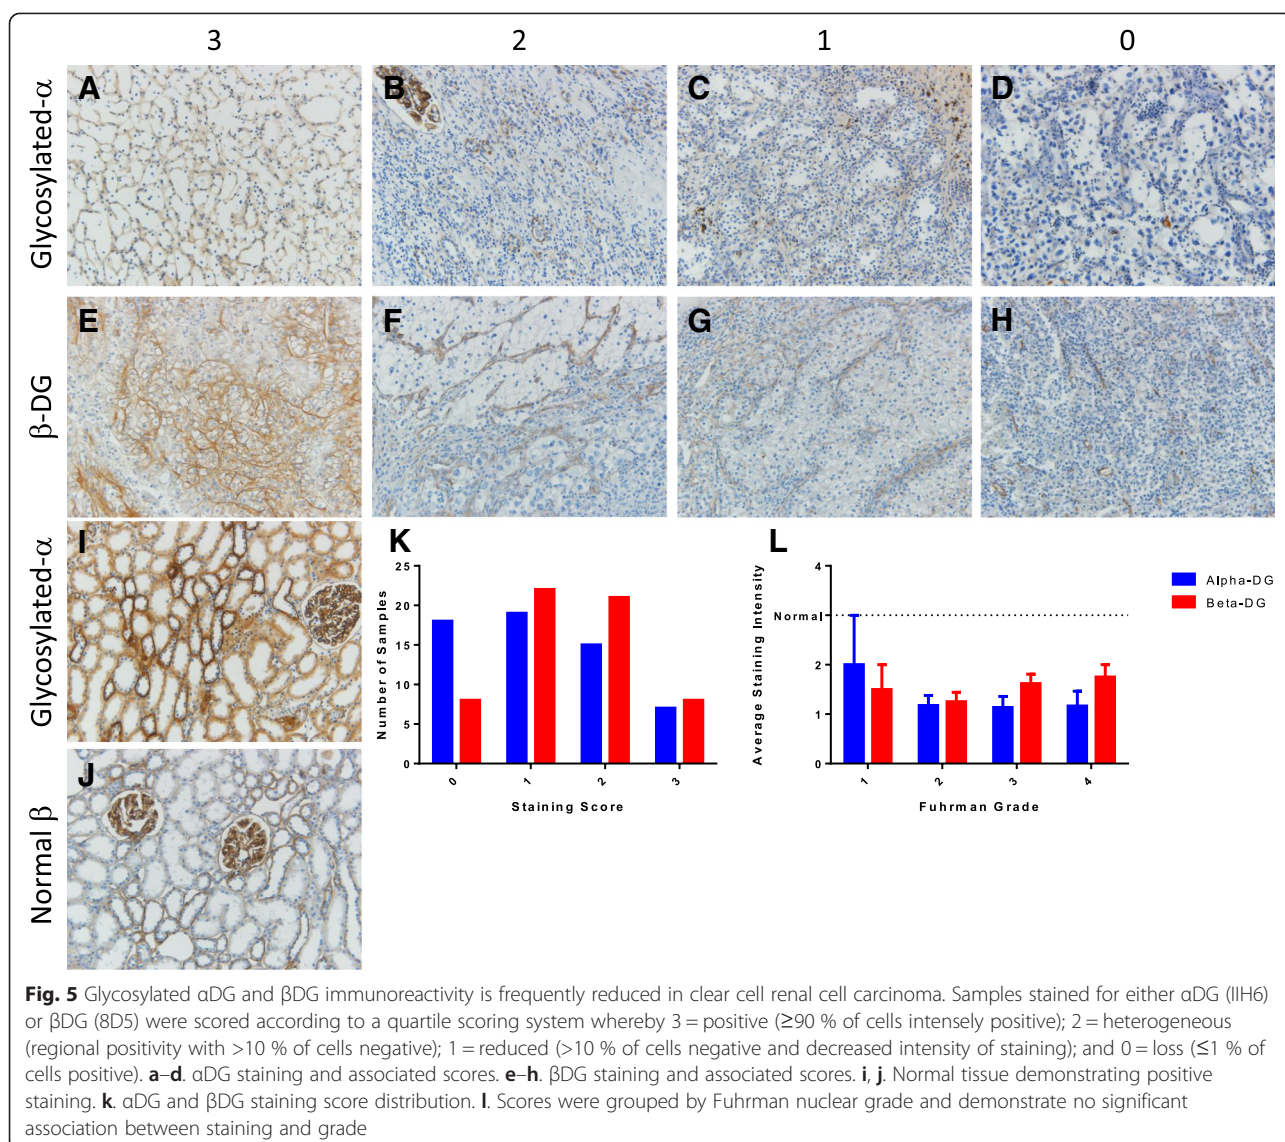 3 2 1 0
Glycosylated-α
A B C D
β-DG
E F G H
Glycosylated-α
I
Normal β
J
K
25
20
15
10
5
0
Number of Samples
0 1 2 3
Staining Score
L
4
Normal
2
1
0
Average Staining Intensity
1 2 3 4
Fuhrman Grade
Alpha-DG
Beta-DG
Fig. 5 Glycosylated αDG and βDG immunoreactivity is frequently reduced in clear cell renal cell carcinoma. Samples stained for either αDG (IIH6)
or βDG (8D5) were scored according to a quartile scoring system whereby 3 = positive (≥90 % of cells intensely positive); 2 = heterogeneous
(regional positivity with >10 % of cells negative); 1 = reduced (>10 % of cells negative and decreased intensity of staining); and 0 = loss (≤1 % of
cells positive). a–d. αDG staining and associated scores. e–h. βDG staining and associated scores. i, j. Normal tissue demonstrating positive
staining. k. αDG and βDG staining score distribution. l. Scores were grouped by Fuhrman nuclear grade and demonstrate no significant
association between staining and grade